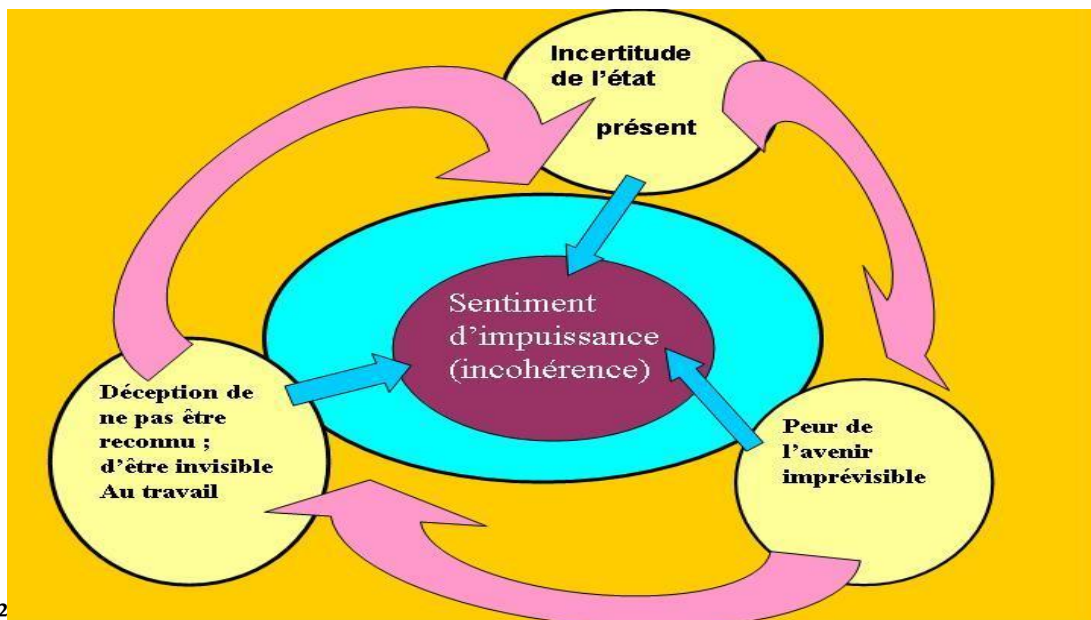 Incertitude
de l'état
présent
Sentiment
d'impuissance
(incohérence)
Déception de
ne pas être
reconnu ;
d'être invisible
Au travail
Peur de
l'avenir
imprévisible
2